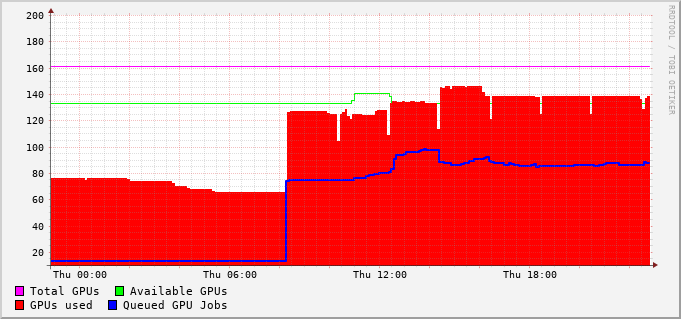 200
180
160
140
120
100
80
60
40
20
Thu 00:00 Thu 06:00 Thu 12:00 Thu 18:00
Total GPUs Available GPUs
GPUs used Queued GPU Jobs
RRDTOOL / TOBI OETIKER